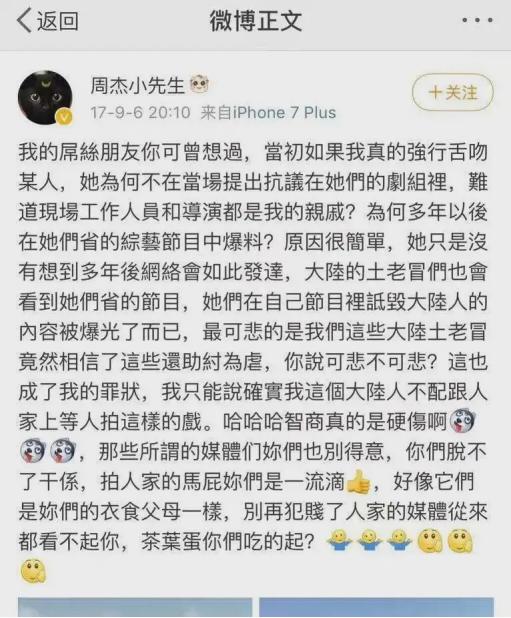 返回
微博正文
周杰小先生
17-9-6 20:10 来自iPhone 7 Plus
+关注
我的屌絲朋友你可曾想過，當初如果我真的強行舌吻
某人，她為何不在當場提出抗議在她們的劇組裡，難
道現場工作人員和導演都是我的親戚？為何多年以後
在她們省的綜藝節目中爆料？原因很簡單，她只是沒
有想到多年後網絡會如此發達，大陸的土老冒們也會
看到她們省的節目，她們在自己節目裡詆毀大陸人的
內容被爆光了而已，最可悲的是我們這些大陸土老冒
竟然相信了這些還助紂為虐，你說可悲不可悲？這也
成了我的罪狀，我只能說確實我這個大陸人不配跟人
家上等人拍這樣的戲。哈哈哈智商真的是硬傷啊
，那些所謂的媒體们妳們也別得意，你們脫不
了干係，拍人家的馬屁妳們是一流滴，好像它們
是妳們的衣食父母一樣，別再犯賤了人家的媒體從來
都看不起你，茶葉蛋你們吃的起？